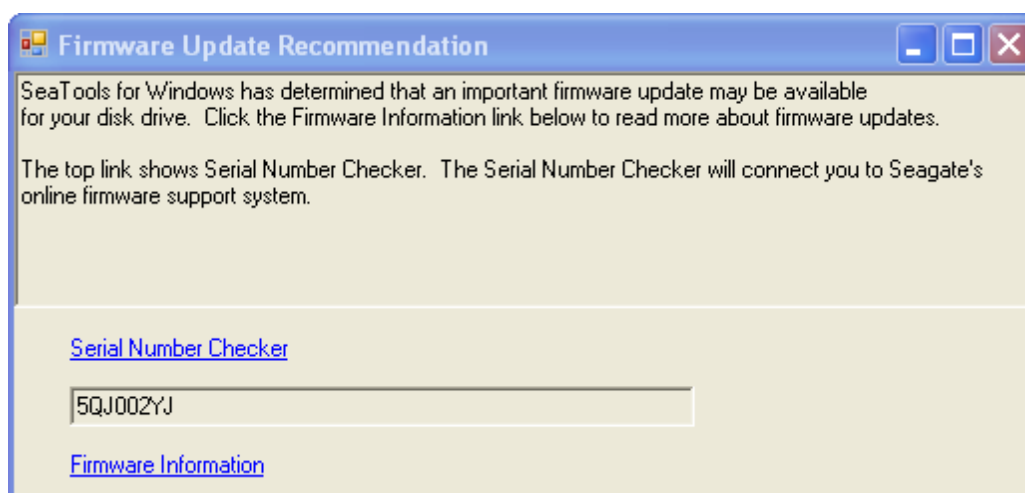 Firmware Update Recommendation
SeaTools for Windows has determined that an important firmware update may be available
for your disk drive.  Click the Firmware Information link below to read more about firmware updates.
The top link shows Serial Number Checker.  The Serial Number Checker will connect you to Seagate's
online firmware support system.
Serial Number Checker
5QJ002YJ
Firmware Information